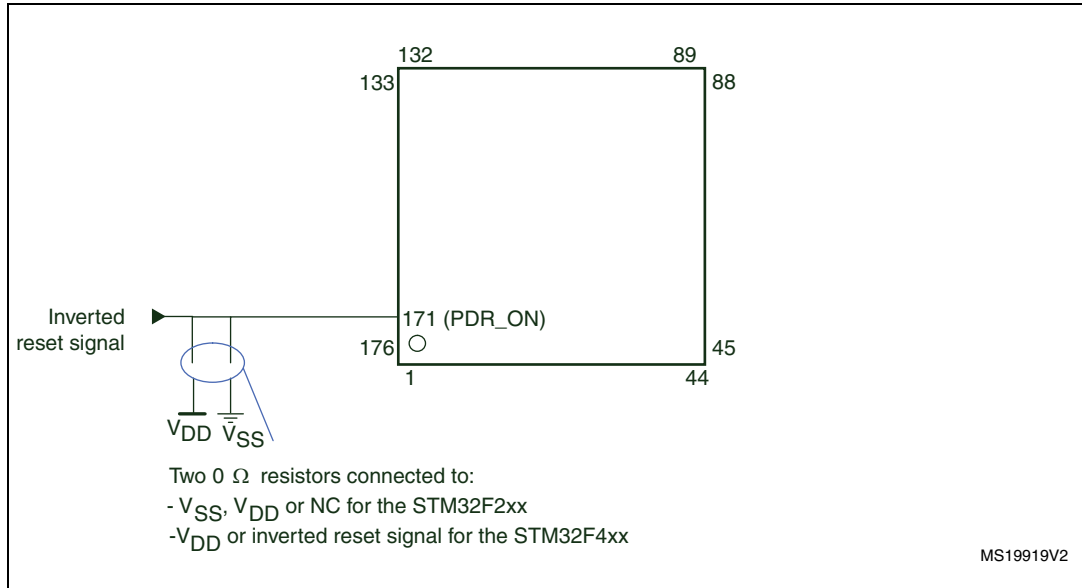 132 89
133 88
Inverted
reset signal
171 (PDR_ON)
176 45
1 44
VDD VSS
Two 0 Ω resistors connected to:
- VSS, VDD or NC for the STM32F2xx
-VDD or inverted reset signal for the STM32F4xx
MS19919V2